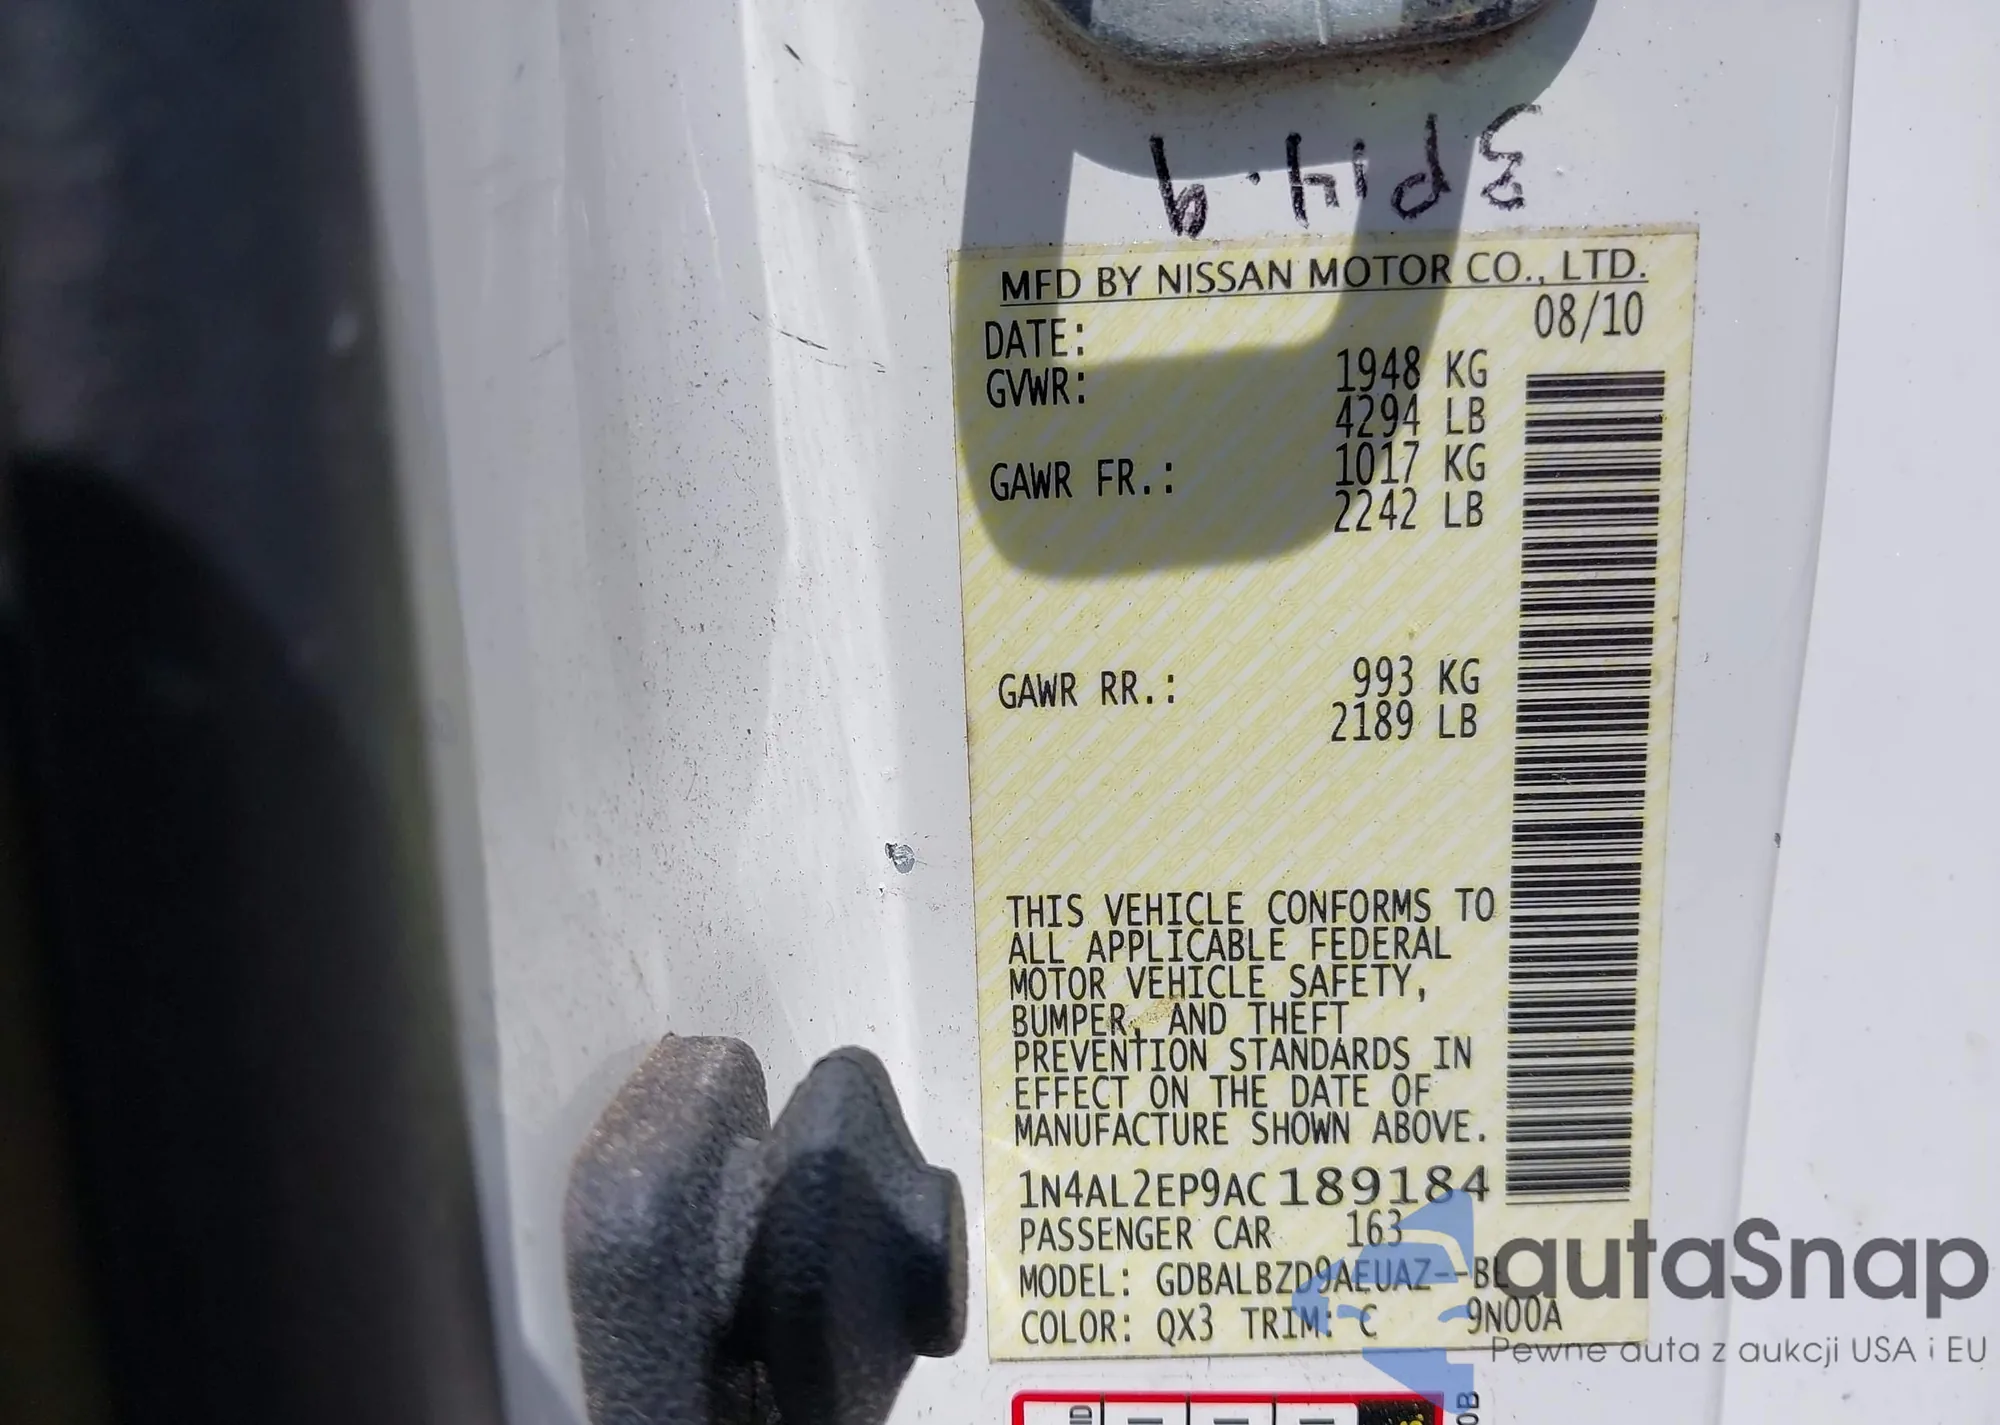 MFD BY NISSAN MOTOR CO., LTD.
DATE: 08/10
GVWR: 1948 KG
4294 LB
GAWR FR.: 1017 KG
2242 LB
GAWR RR.: 993 KG
2189 LB
THIS VEHICLE CONFORMS TO
ALL APPLICABLE FEDERAL
MOTOR VEHICLE SAFETY,
BUMPER, AND THEFT
PREVENTION STANDARDS IN
EFFECT ON THE DATE OF
MANUFACTURE SHOWN ABOVE.
1N4AL2EP9AC189184
PASSENGER CAR 163
MODEL: GDBALBZD9AEUAZ--BL
COLOR: QX3 TRIM: C 9N00A
autaSnap
Pewne auta z aukcji USA i EU